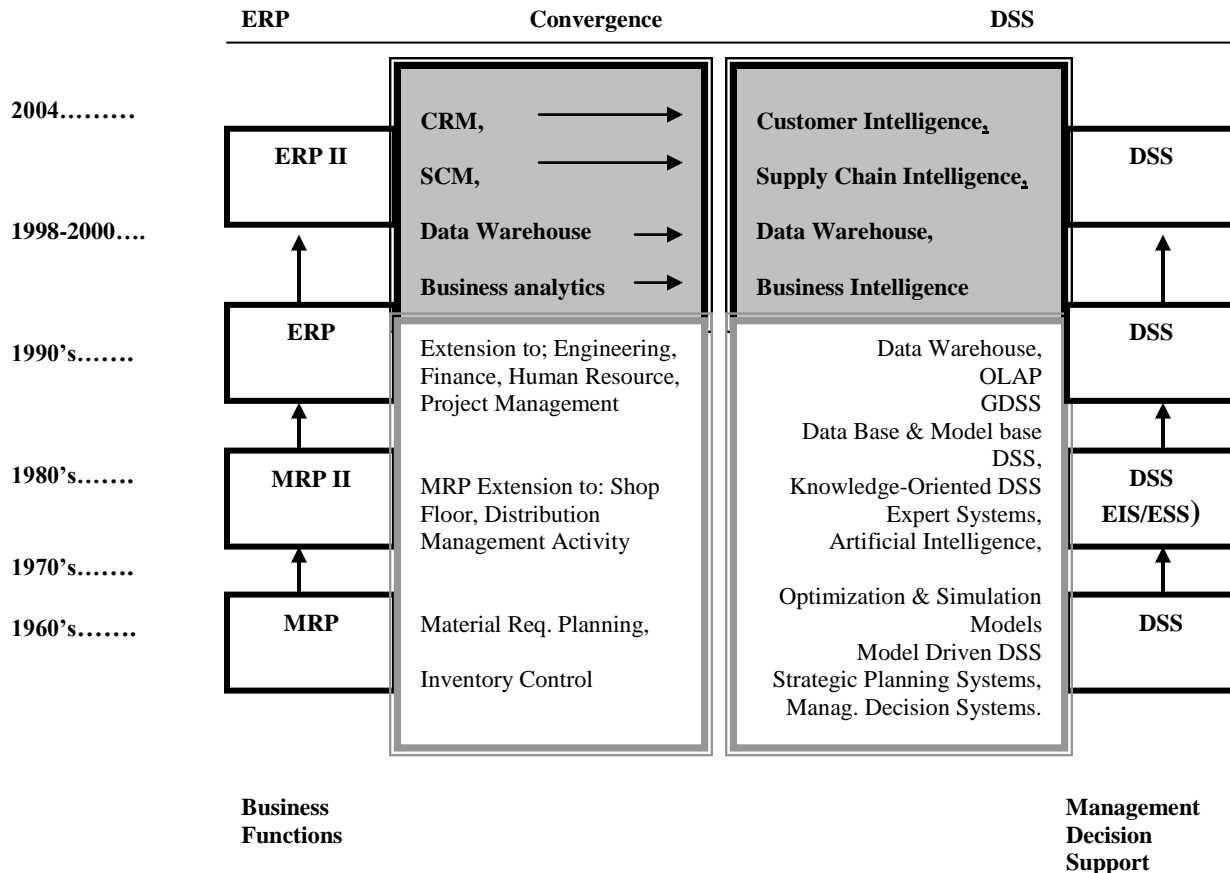 ERP Convergence DSS
2004………
CRM, Customer Intelligence,
ERP II DSS
SCM, Supply Chain Intelligence,
1998-2000….
Data Warehouse Data Warehouse,
Business analytics Business Intelligence
ERP DSS
1990’s…….
Extension to; Engineering,
Finance, Human Resource,
Project Management
Data Warehouse,
OLAP
GDSS
Data Base & Model base
DSS,
Knowledge-Oriented DSS
Expert Systems,
Artificial Intelligence,
1980’s…….
MRP II
MRP Extension to: Shop
Floor, Distribution
Management Activity
DSS
EIS/ESS)
1970’s…….
1960’s…….
MRP
Material Req. Planning,
Inventory Control
Optimization & Simulation
Models
Model Driven DSS
Strategic Planning Systems,
Manag. Decision Systems.
DSS
Business
Functions
Management
Decision
Support